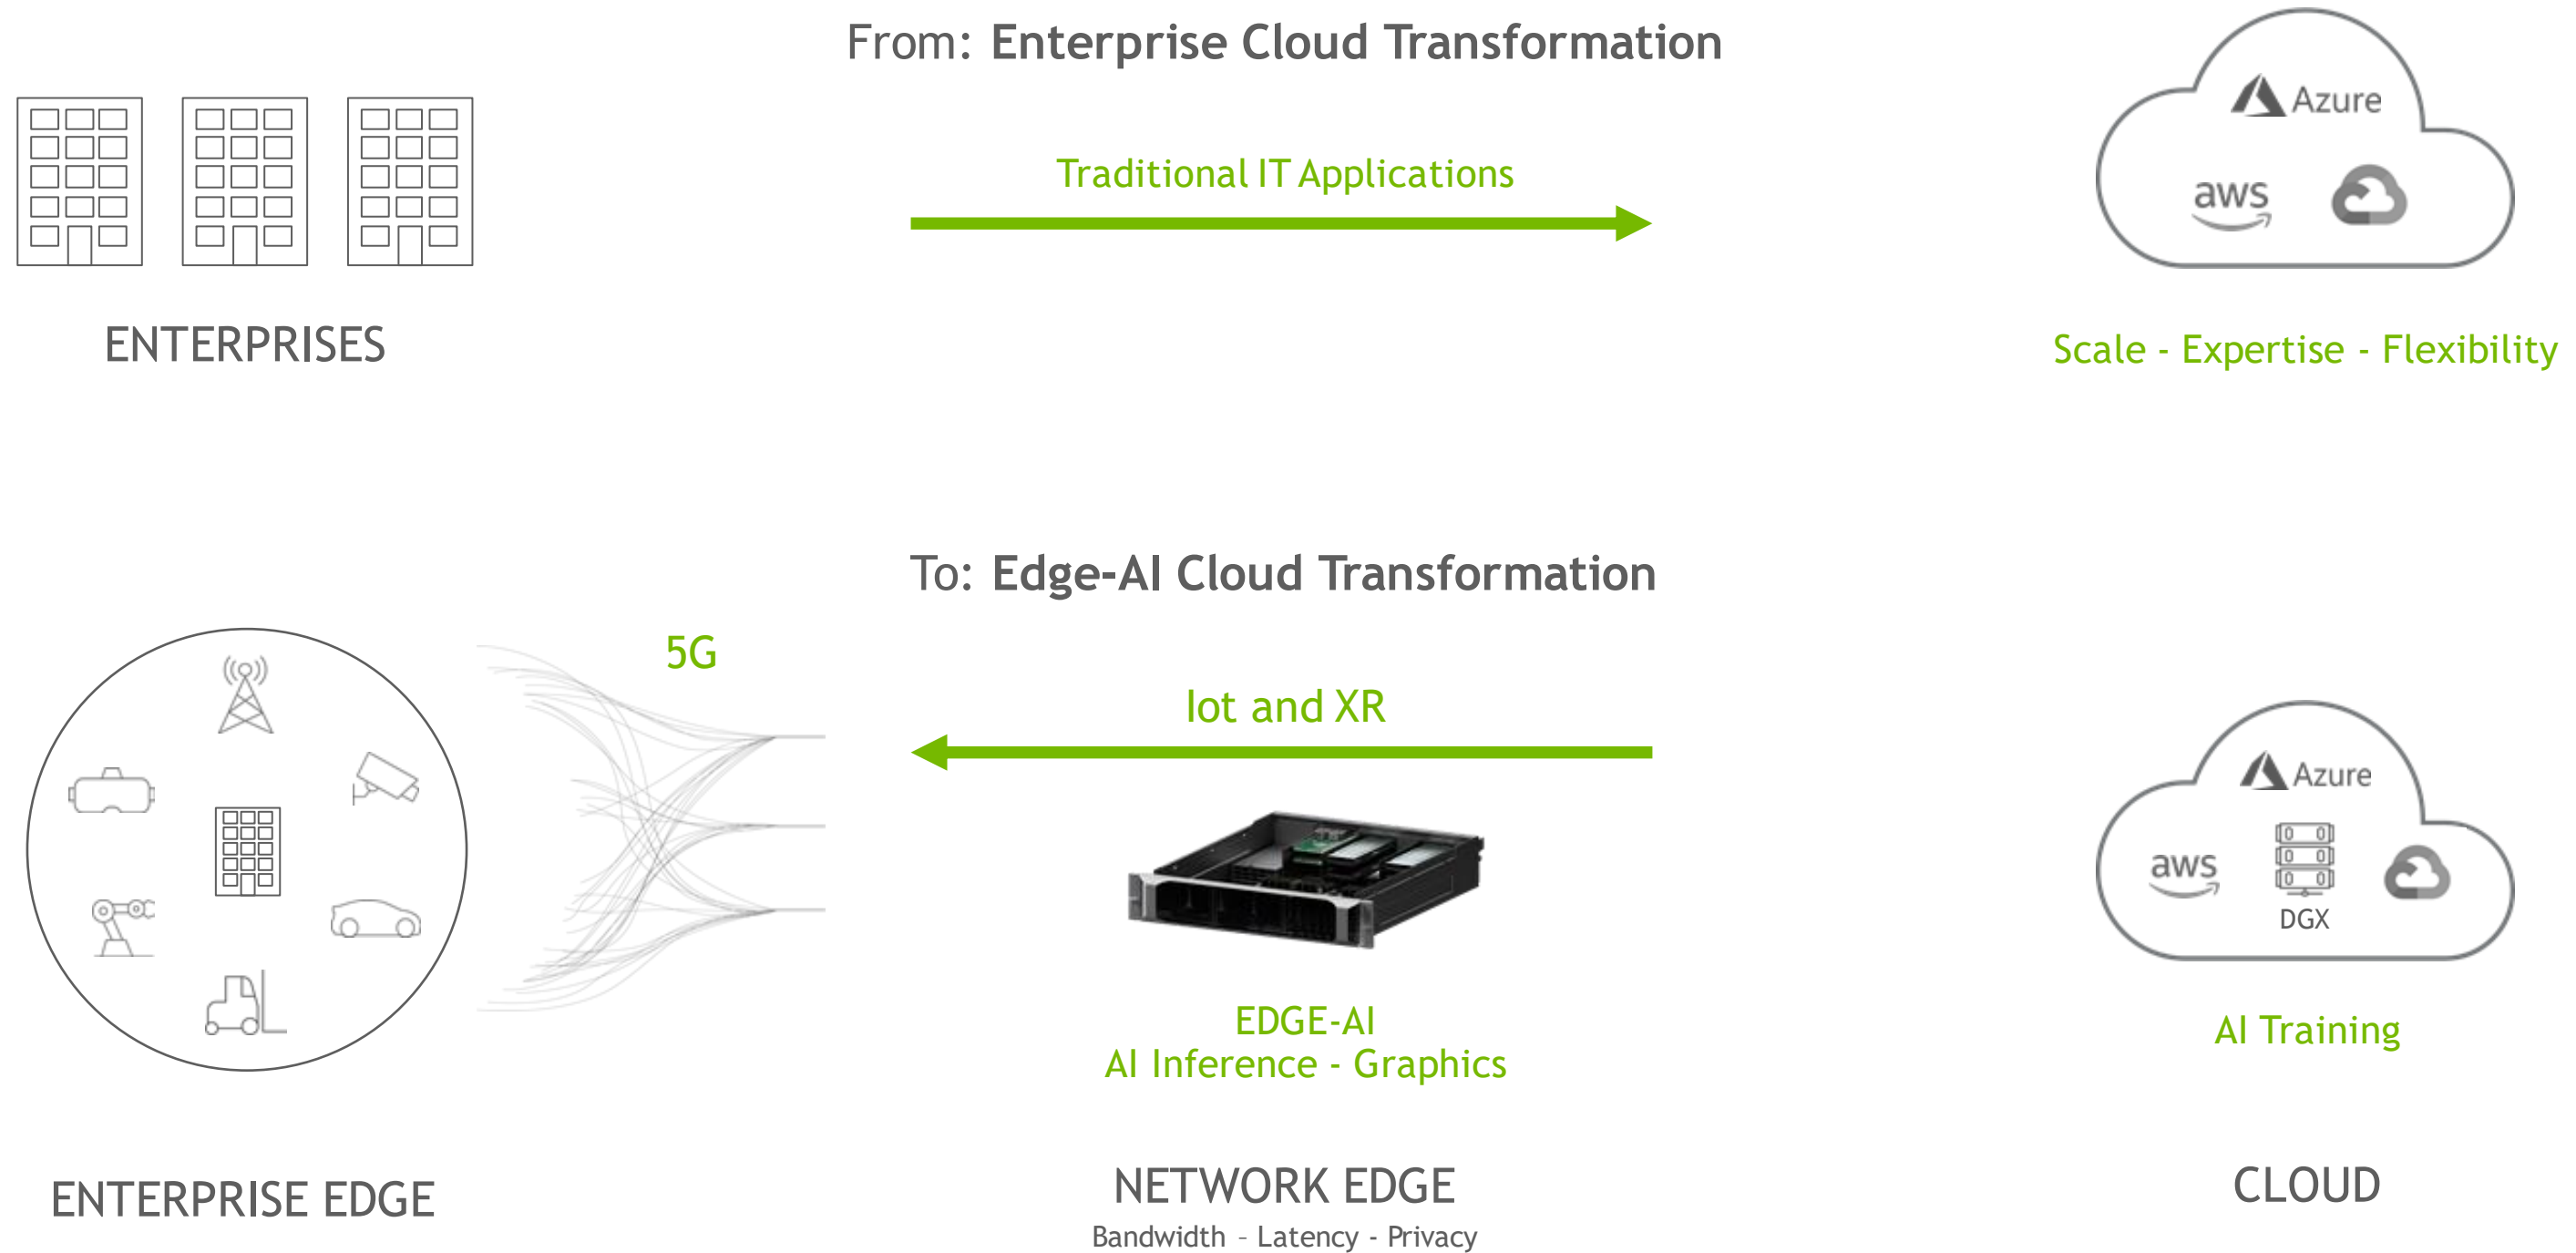 From: Enterprise Cloud Transformation
Azure
Traditional IT Applications
aws
ENTERPRISES
Scale - Expertise - Flexibility
To: Edge-AI Cloud Transformation
5G
Iot and XR
Azure
aws
DGX
EDGE-AI
AI Inference - Graphics
AI Training
ENTERPRISE EDGE
NETWORK EDGE
CLOUD
Bandwidth – Latency - Privacy